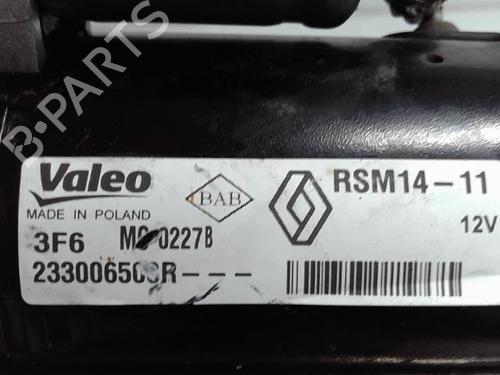 B-PARTS
Valeo
MADE IN POLAND
BAB
RSM14-11
12V
3F6